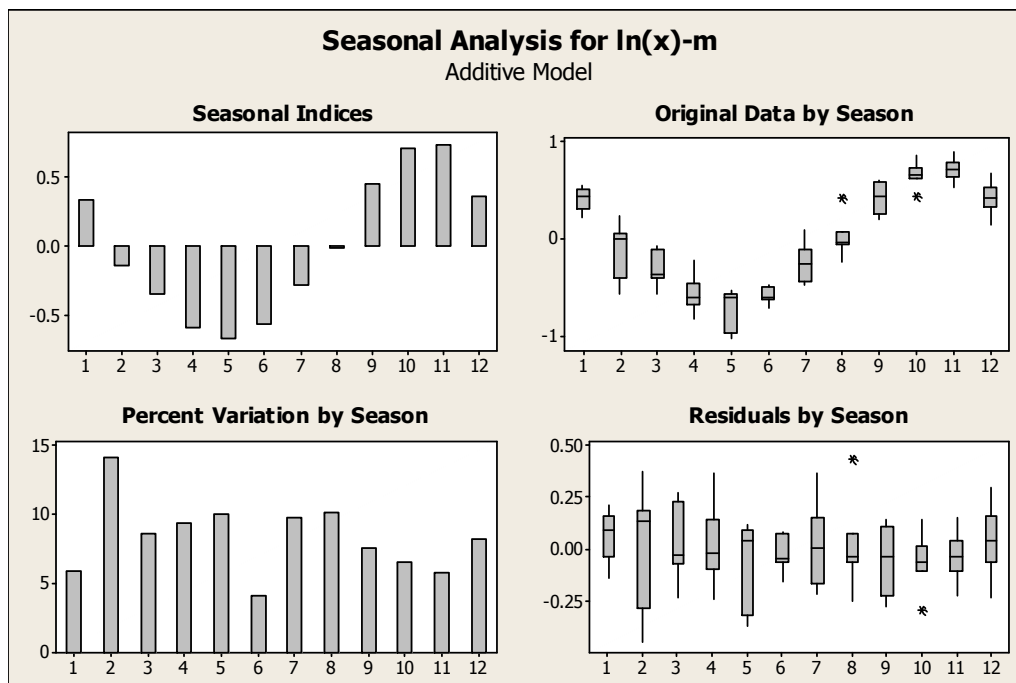 Seasonal Analysis for ln(x)-m
Additive Model
Seasonal Indices
0.5
0.0
-0.5
1 2 3 4 5 6 7 8 9 10 11 12
Original Data by Season
1
0
-1
1 2 3 4 5 6 7 8 9 10 11 12
Percent Variation by Season
15
10
5
0
1 2 3 4 5 6 7 8 9 10 11 12
Residuals by Season
0.50
0.25
0.00
-0.25
1 2 3 4 5 6 7 8 9 10 11 12